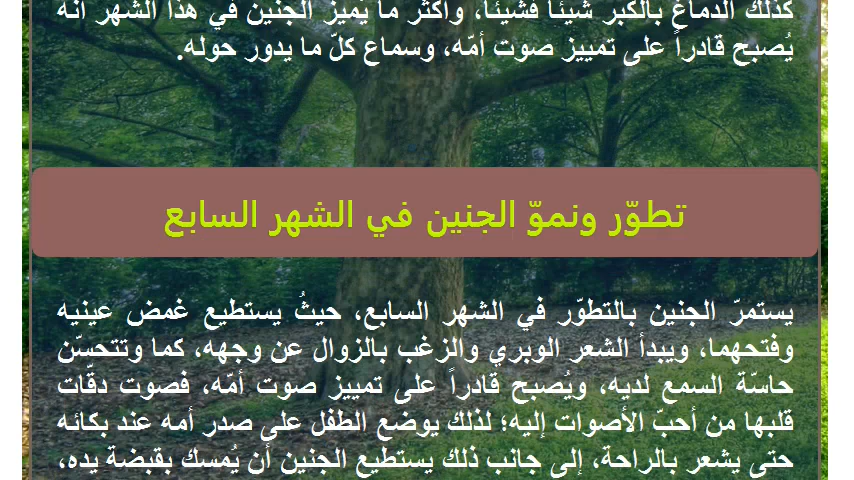 كذلك الدماغ بالكبر شيئاً فشيئاً، وأكثر ما يميز الجنين في هذا الشهر أنه
يُصبح قادراً على تمييز صوت أمّه، وسماع كلّ ما يدور حوله.
تطوّر ونموّ الجنين في الشهر السابع
يستمرّ الجنين بالتطوّر في الشهر السابع، حيثُ يستطيع غمض عينيه
وفتحهما، ويبدأ الشعر الوبري والزغب بالزوال عن وجهه، كما وتتحسّن
حاسّة السمع لديه، ويُصبح قادراً على تمييز صوت أمّه، فصوت دقّات
قلبها من أحبّ الأصوات إليه؛ لذلك يوضع الطفل على صدر أمه عند بكائه
حتى يشعر بالراحة، إلى جانب ذلك يستطيع الجنين أن يُمسك بقبضة يده،